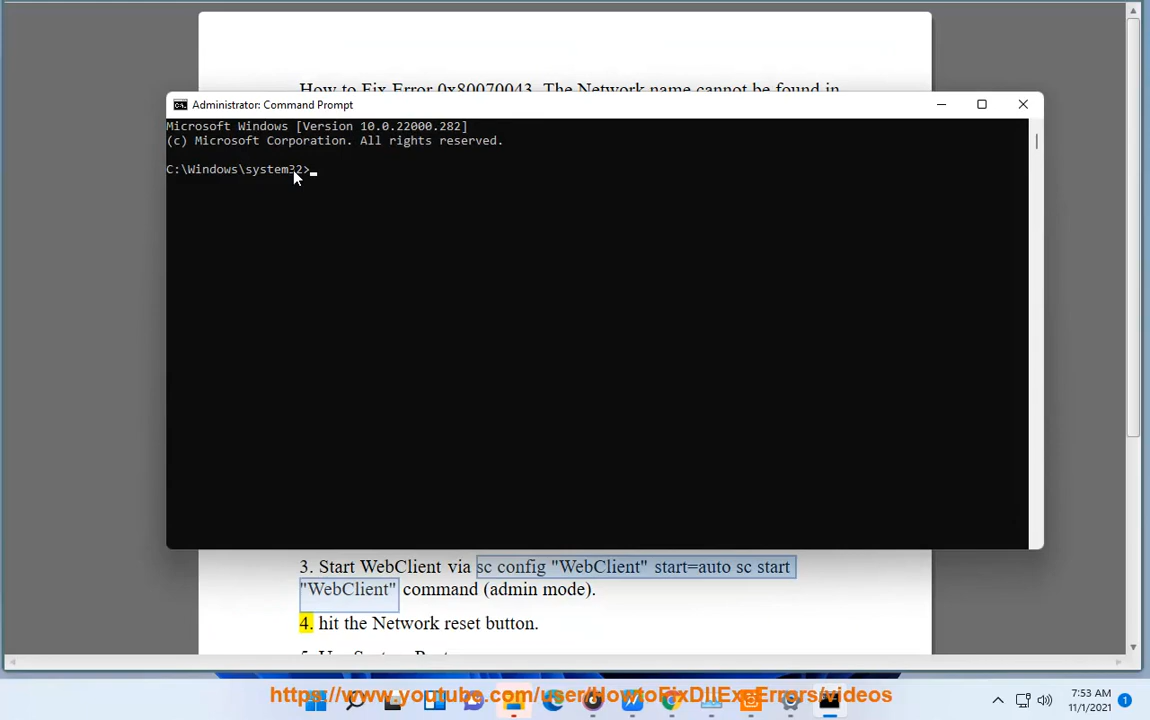 How to Fix Error 0x80070043, The Network name cannot be found in
Administrator: Command Prompt
Microsoft Windows [Version 10.0.22000.282]
(c) Microsoft Corporation. All rights reserved.
C:\Windows\system32>
3. Start WebClient via sc config "WebClient" start=auto sc start
"WebClient" command (admin mode).
4. hit the Network reset button.
https://www.youtube.com/user/HowtoFixDllExeErrors/videos
7:53 AM
11/1/2021
1